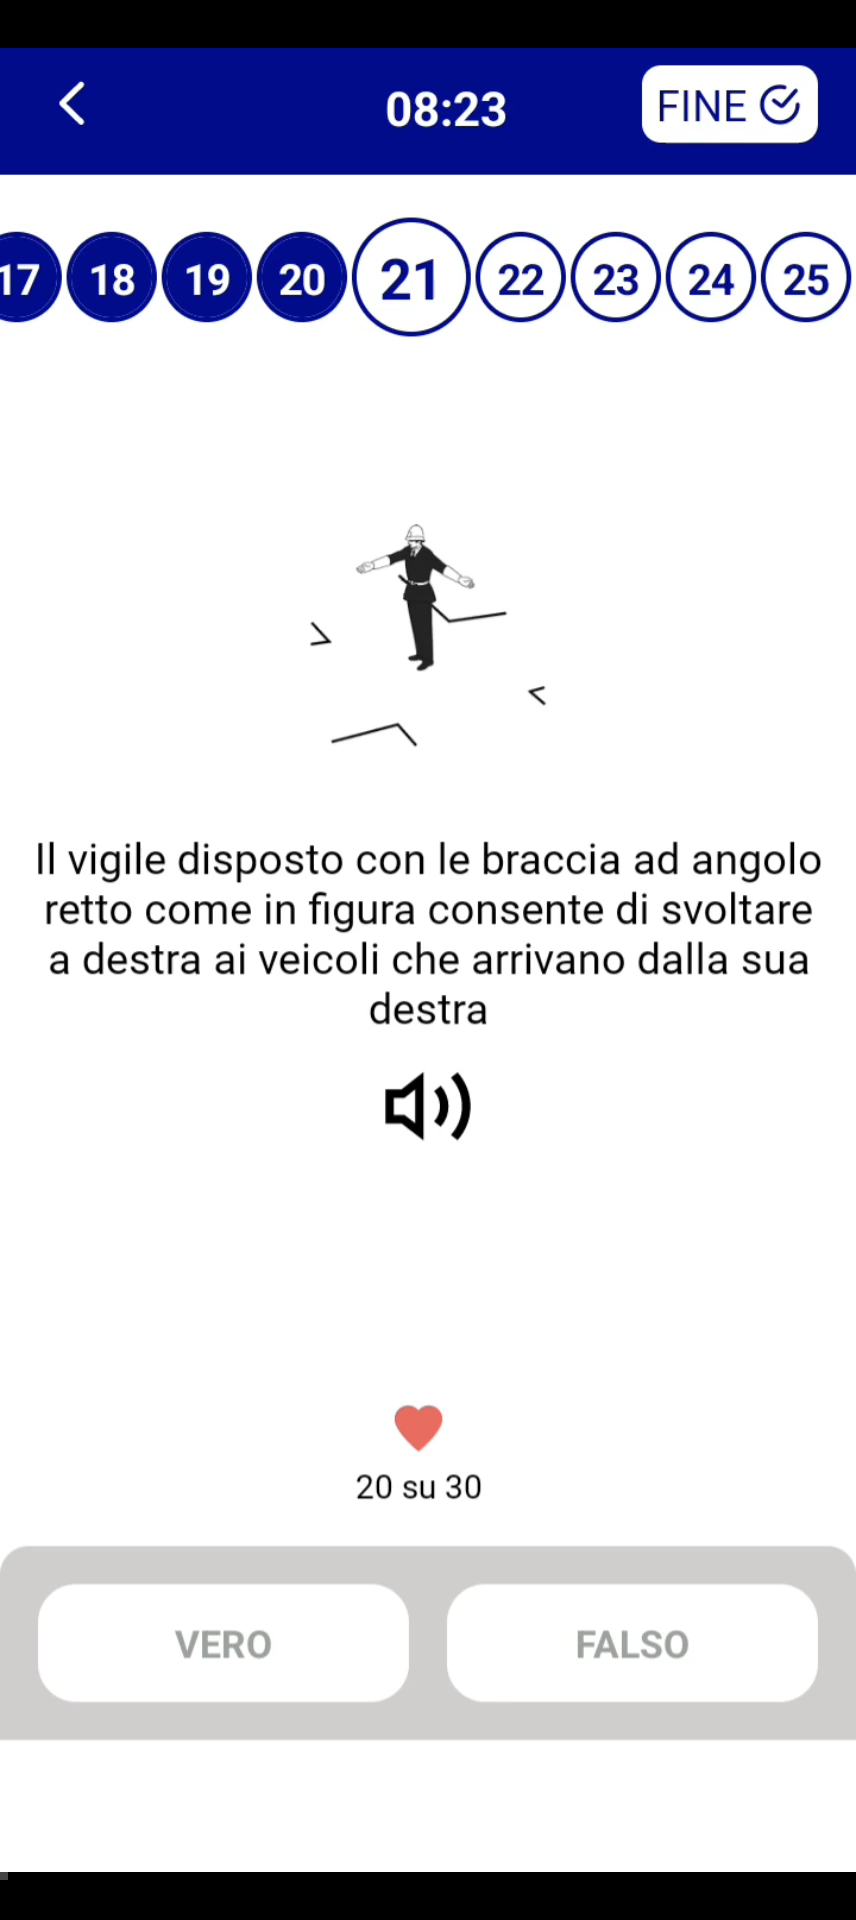 08:23
FINE
17 18 19 20 21 22 23 24 25
Il vigile disposto con le braccia ad angolo
retto come in figura consente di svoltare
a destra ai veicoli che arrivano dalla sua
destra
20 su 30
VERO
FALSO